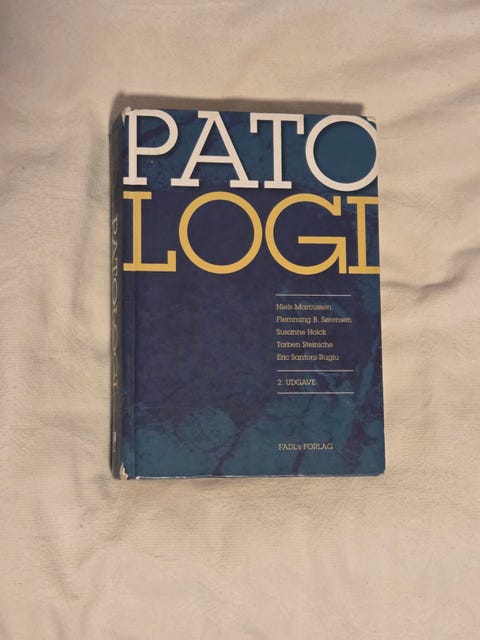 PATO
LOGI
Niels Marcussen
Flemming B. Sørensen
Susanne Holck
Torben Steiniche
Eric Santoni-Rugiu
2. UDGAVE
FADL's FORLAG
PATOLOGI